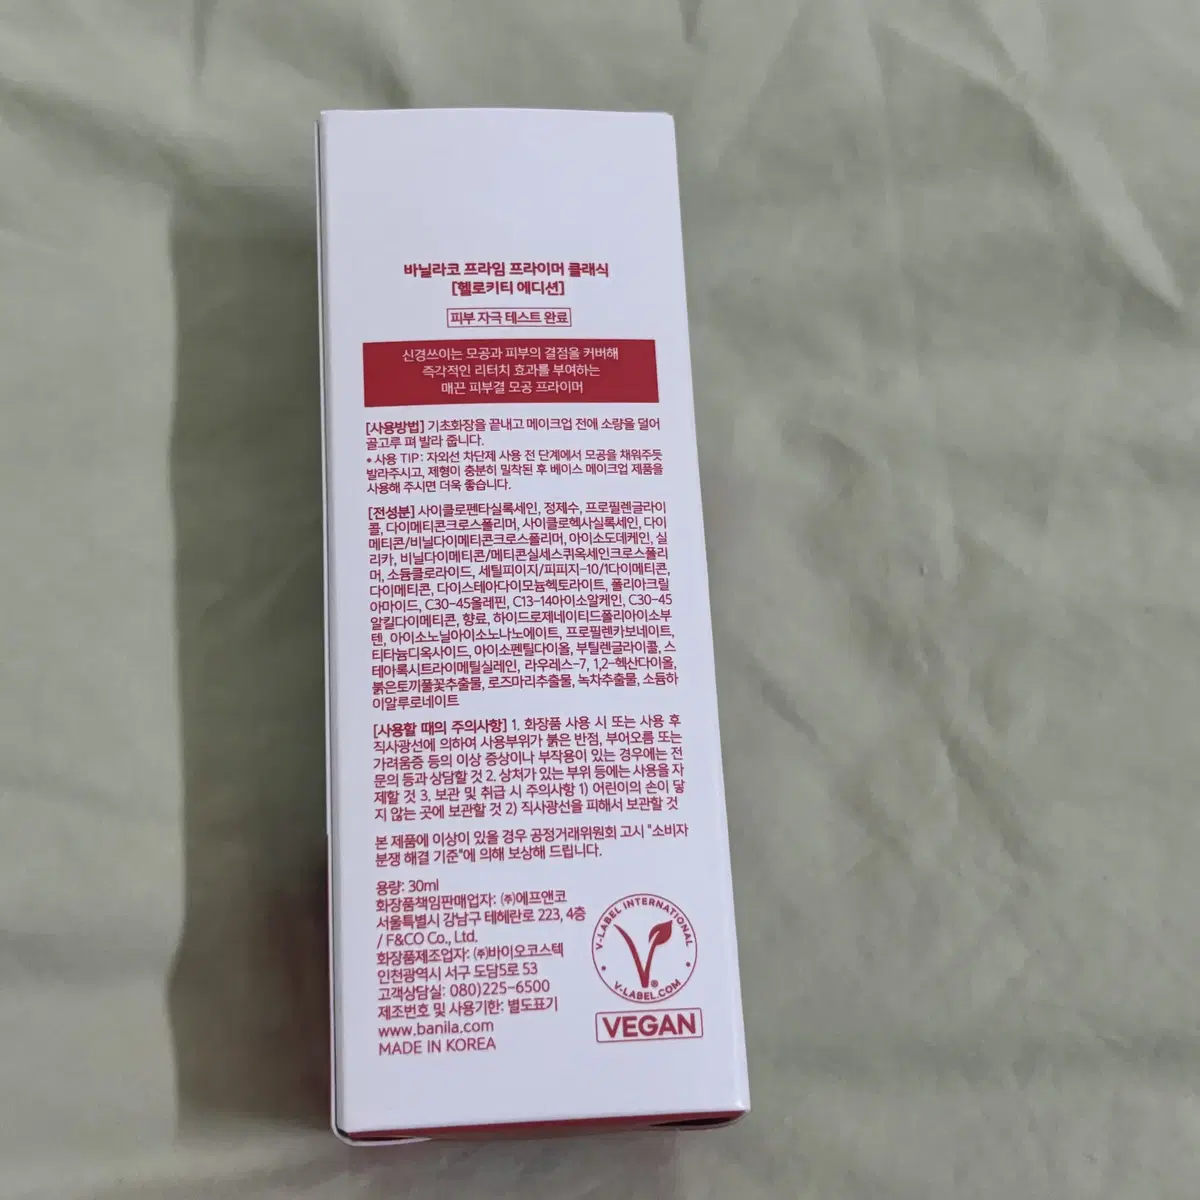 바닐라코 프라임 프라이머 클래식
[헬로키티 에디션]
피부 자극 테스트 완료
신경쓰이는 모공과 피부의 결점을 커버해
즉각적인 리터치 효과를 부여하는
매끈 피부결 모공 프라이머
[사용방법] 기초화장을 끝내고 메이크업 전에 소량을 덜어
골고루 펴 발라 줍니다.
• 사용 TIP : 자외선 차단제 사용 전 단계에서 모공을 채워주듯
발라주시고, 제형이 충분히 밀착된 후 베이스 메이크업 제품을
사용해 주시면 더욱 좋습니다.
[전성분] 사이클로펜타실록세인, 정제수, 프로필렌글라이
콜, 다이메티콘크로스폴리머, 사이클로헥사실록세인, 다이
메티콘/비닐다이메티콘크로스폴리머, 아이소도데케인, 실
리카, 비닐다이메티콘/메티콘실세스퀴옥세인크로스폴리
머, 소듐클로라이드, 세틸피이지/피피지-10/1다이메티콘,
다이메티콘, 다이스테아다이모늄헥토라이트, 폴리아크릴
아마이드, C30-45올레핀, C13-14아이소알케인, C30-45
알킬다이메티콘, 향료, 하이드로제네이티드폴리아이소부
텐, 아이소노닐아이소노나노에이트, 프로필렌카보네이트,
티타늄디옥사이드, 아이소펜틸다이올, 부틸렌글라이콜, 스
테아록시트라이메틸실레인, 라우레스-7, 1,2-헥산다이올,
붉은토끼풀꽃추출물, 로즈마리추출물, 녹차추출물, 소듐하
이알루로네이트
[사용할 때의 주의사항] 1. 화장품 사용 시 또는 사용 후
직사광선에 의하여 사용부위가 붉은 반점, 부어오름 또는
가려움증 등의 이상 증상이나 부작용이 있는 경우에는 전
문의 등과 상담할 것 2. 상처가 있는 부위 등에는 사용을 자
제할 것 3. 보관 및 취급 시 주의사항 1) 어린이의 손이 닿
지 않는 곳에 보관할 것 2) 직사광선을 피해서 보관할 것
본 제품에 이상이 있을 경우 공정거래위원회 고시 "소비자
분쟁 해결 기준"에 의해 보상해 드립니다.
용량: 30ml
화장품책임판매업자: ㈜에프앤코
서울특별시 강남구 테헤란로 223, 4층
/ F&CO Co., Ltd.
화장품제조업자: ㈜바이오코스텍
인천광역시 서구 도담5로 53
고객상담실: 080)225-6500
제조번호 및 사용기한: 별도표기
www.banila.com
MADE IN KOREA
V-LABEL INTERNATIONAL
V-LABEL.COM
VEGAN